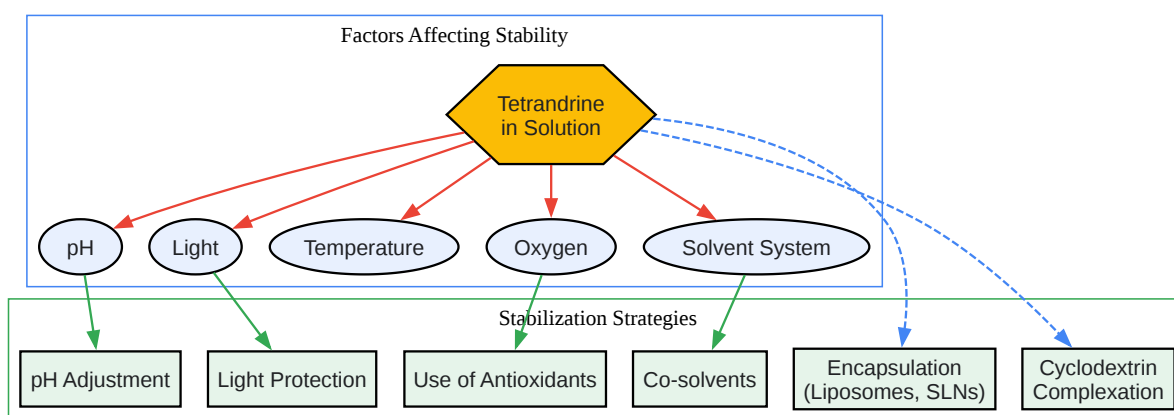 Factors Affecting Stability
Tetrandrine
in Solution
pH
Light
Temperature
Oxygen
Solvent System
Stabilization Strategies
pH Adjustment
Light Protection
Use of Antioxidants
Co-solvents
Encapsulation
(Liposomes, SLNs)
Cyclodextrin
Complexation